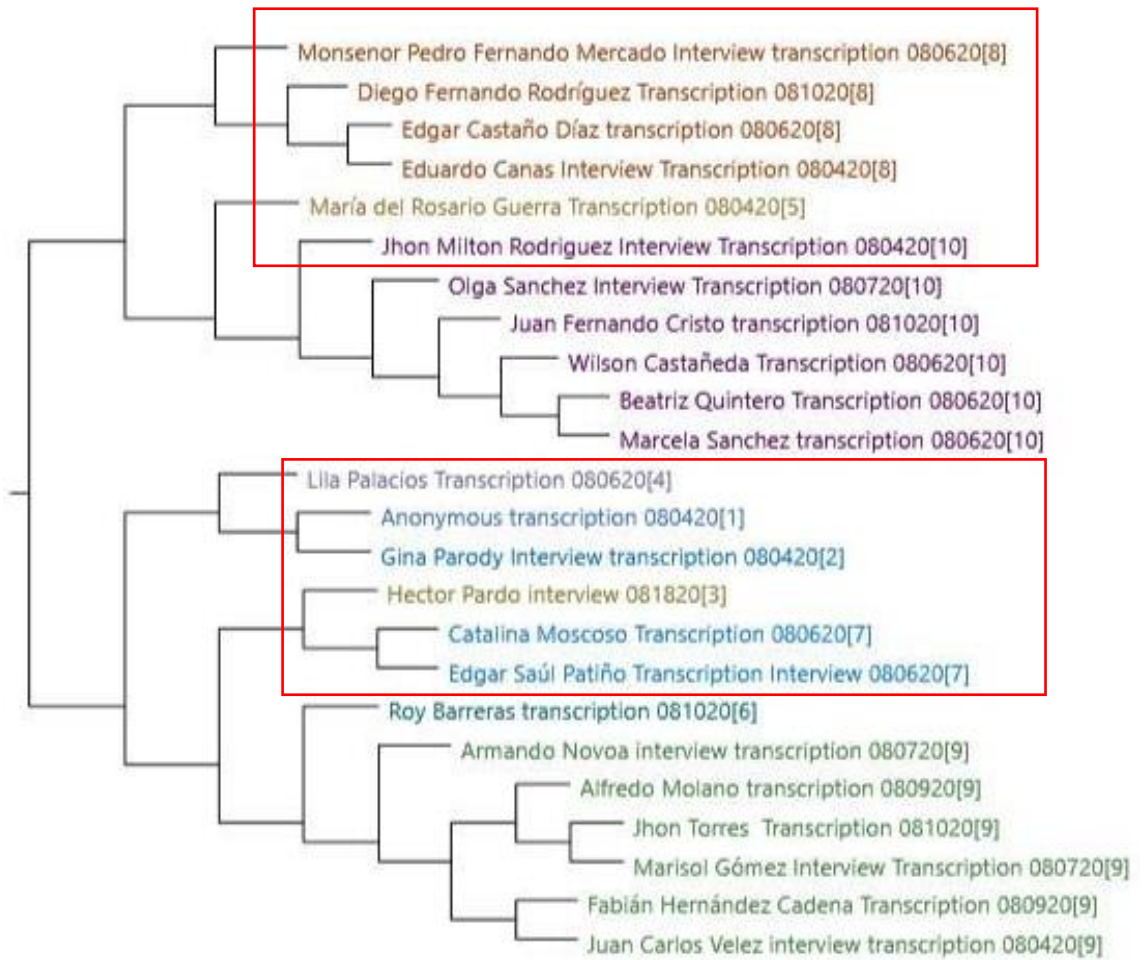 Monsenor Pedro Fernando Mercado Interview transcription 080620[8]
Diego Fernando Rodríguez Transcription 081020[8]
Edgar Castaño Díaz transcription 080620[8]
Eduardo Canas Interview Transcription 080420[8]
María del Rosario Guerra Transcription 080420[5]
Jhon Milton Rodriguez Interview Transcription 080420[10]
Olga Sanchez Interview Transcription 080720[10]
Juan Fernando Cristo transcription 081020[10]
Wilson Castañeda Transcription 080620[10]
Beatriz Quintero Transcription 080620[10]
Marcela Sanchez transcription 080620[10]
Lila Palacios Transcription 080620[4]
Anonymous transcription 080420[1]
Gina Parody Interview transcription 080420[2]
Hector Pardo interview 081820[3]
Catalina Moscoso Transcription 080620[7]
Edgar Saúl Patiño Transcription Interview 080620[7]
Roy Barreras transcription 081020[6]
Armando Novoa interview transcription 080720[9]
Alfredo Molano transcription 080920[9]
Jhon Torres Transcription 081020[9]
Marisol Gómez Interview Transcription 080720[9]
Fabián Hernández Cadena Transcription 080920[9]
Juan Carlos Velez interview transcription 080420[9]